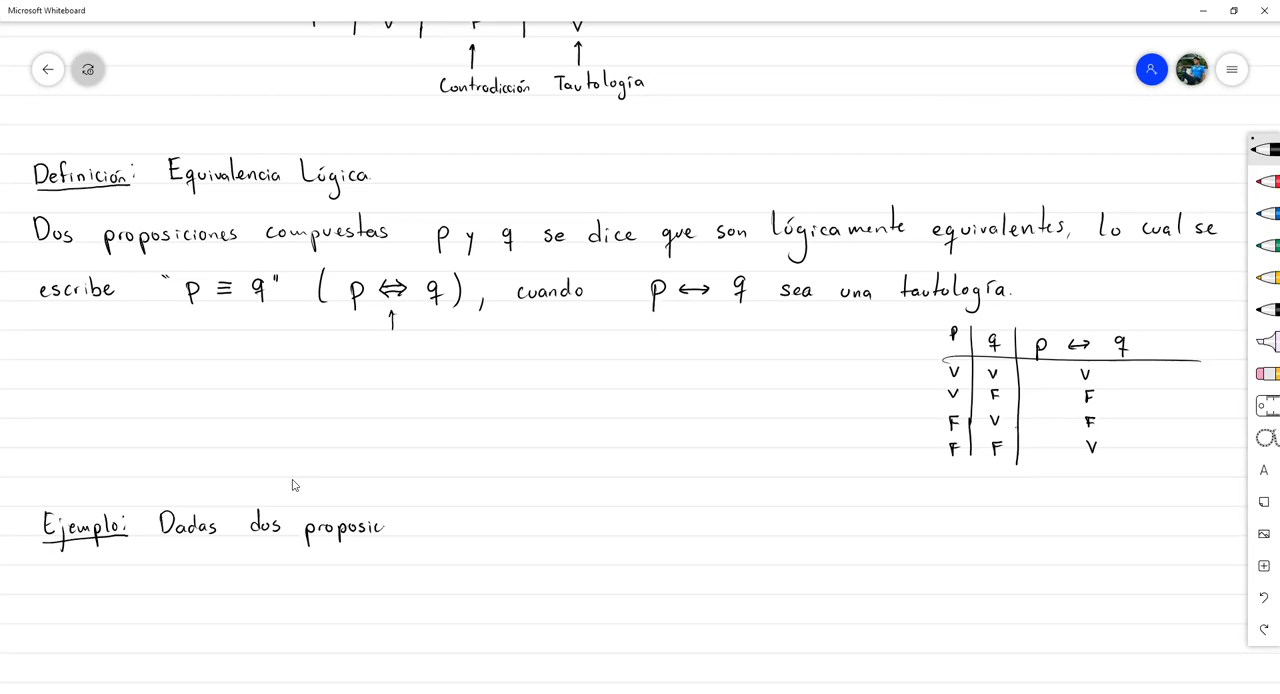 Microsoft Whiteboard
Contradicción Tautología
Definición: Equivalencia Lógica.
Dos proposiciones compuestas p y q se dice que son lógicamente equivalentes, lo cual se
escribe "p ≡ q" (p ⇔ q), cuando p ↔ q sea una tautología.
p q p ↔ q
V V V
V F F
F V F
F F V
Ejemplo: Dadas dos proposic